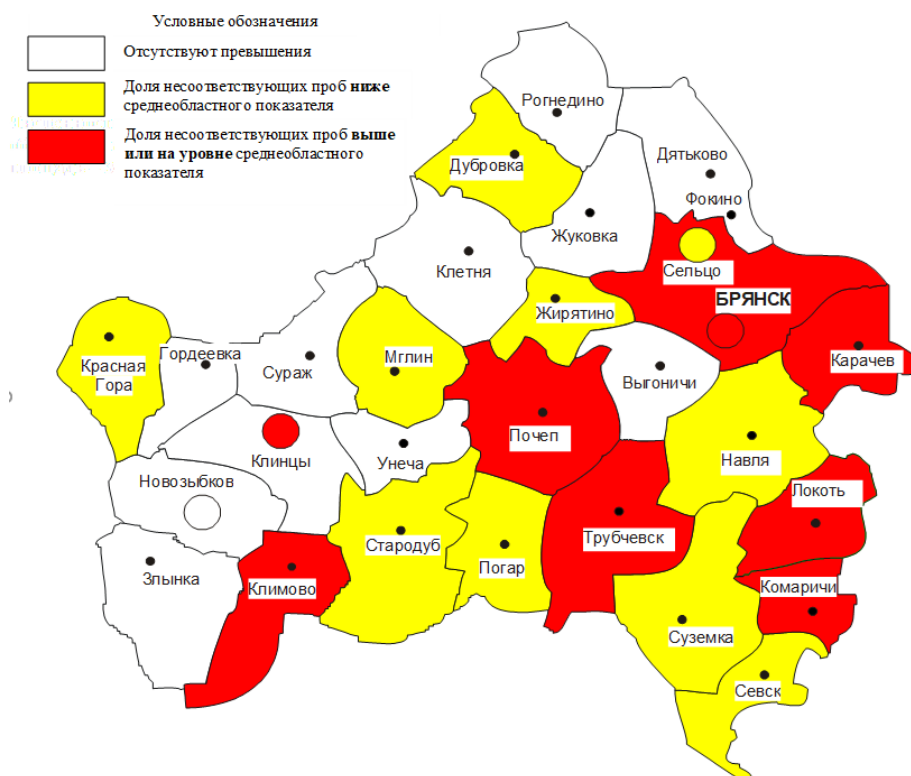 Условные обозначения
Отсутствуют превышения
Доля несоответствующих проб ниже
среднеобластного показателя
Доля несоответствующих проб выше
или на уровне среднеобластного
показателя
Рогнедино
Дубровка
Дятьково
Фокино
Жуковка
Клетня
Сельцо
БРЯНСК
Жирятино
Карачев
Красная
Гора
Гордеевка
Сураж
Мглин
Выгоничи
Почеп
Клинцы
Унеча
Навля
Новозыбков
Локоть
Стародуб
Трубчевск
Злынка
Климово
Погар
Комаричи
Суземка
Севск